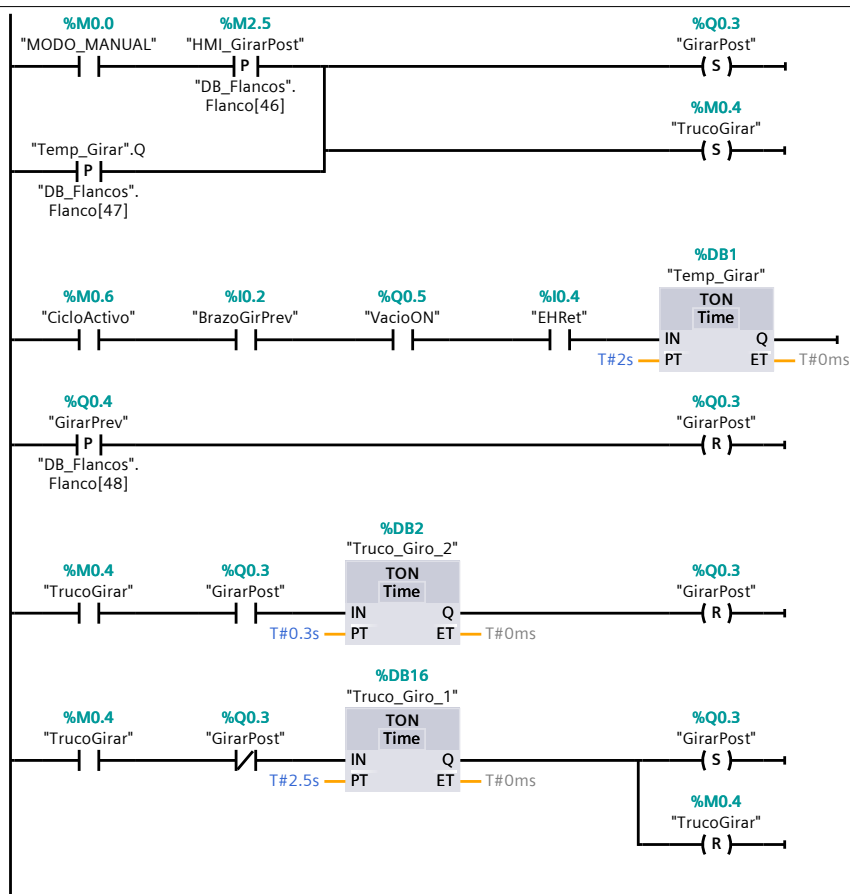 %M0.0 %M2.5 %Q0.3
"MODO_MANUAL" "HMI_GirarPost" "GirarPost"
P S
"DB_Flancos".
Flanco[46]
%M0.4
"TrucoGirar"
"Temp_Girar".Q S
P
"DB_Flancos".
Flanco[47]
%DB1
"Temp_Girar"
%M0.6 %I0.2 %Q0.5 %I0.4 TON
"CicloActivo" "BrazoGirPrev" "VacioON" "EHRet" Time
IN Q
T#2s PT ET T#0ms
%Q0.4 %Q0.3
"GirarPrev" "GirarPost"
P R
"DB_Flancos".
Flanco[48]
%DB2
"Truco_Giro_2"
%M0.4 %Q0.3 TON %Q0.3
"TrucoGirar" "GirarPost" Time "GirarPost"
IN Q R
T#0.3s PT ET T#0ms
%DB16
"Truco_Giro_1"
%M0.4 %Q0.3 TON %Q0.3
"TrucoGirar" "GirarPost" Time "GirarPost"
IN Q S
T#2.5s PT ET T#0ms
%M0.4
"TrucoGirar"
R